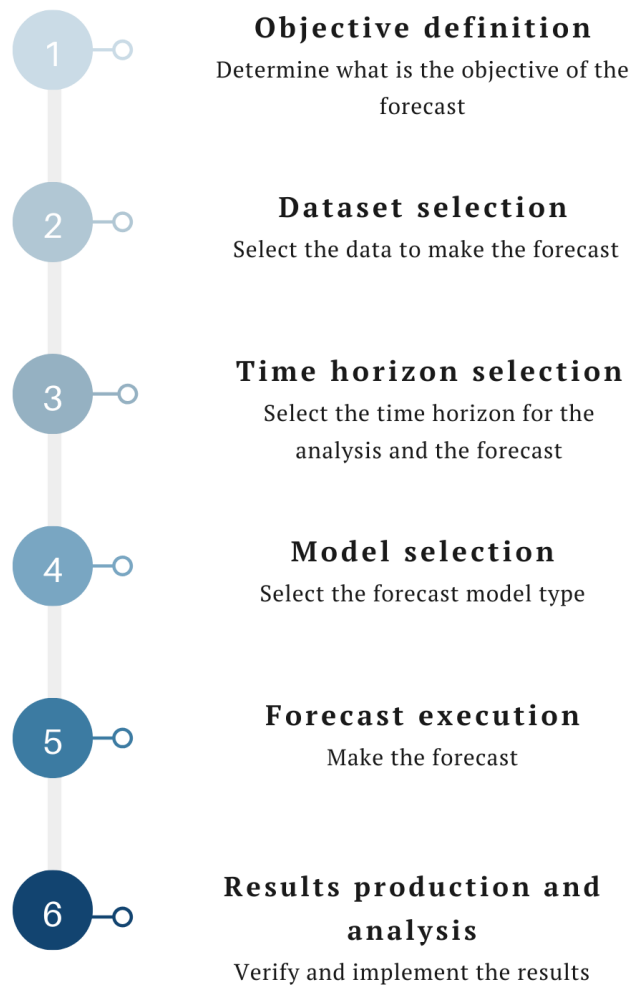 1
Objective definition
Determine what is the objective of the
forecast
2
Dataset selection
Select the data to make the forecast
3
Time horizon selection
Select the time horizon for the
analysis and the forecast
4
Model selection
Select the forecast model type
5
Forecast execution
Make the forecast
6
Results production and
analysis
Verify and implement the results